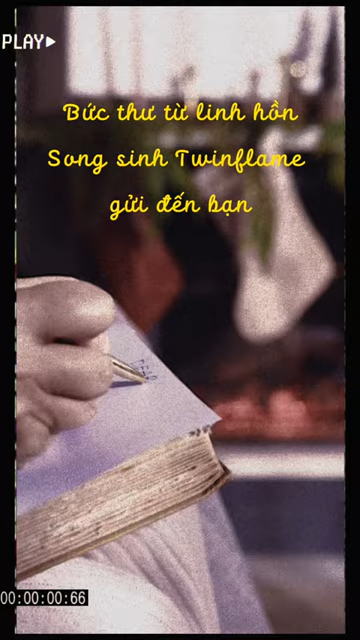 PLAY▶
Bức thư từ linh hồn
Song sinh Twinflame
gửi đến bạn
00:00:00:66